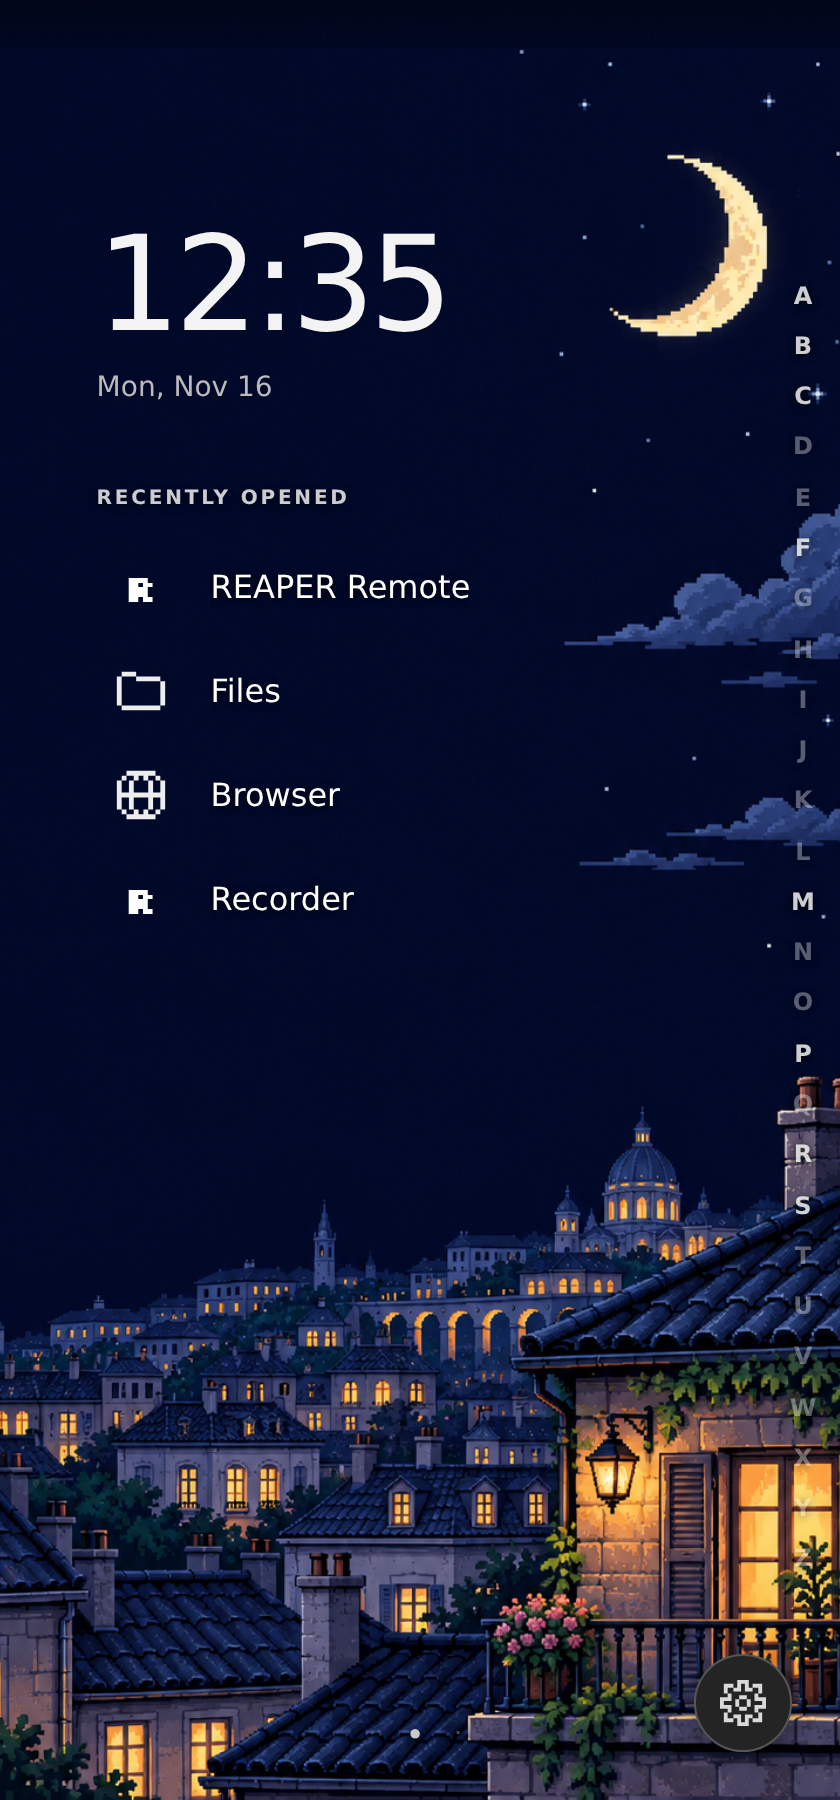 12:35
Mon, Nov 16
RECENTLY OPENED
REAPER Remote
Files
Browser
Recorder
A
B
C
D
E
F
G
H
I
J
K
L
M
N
O
P
Q
R
S
T
U
V
W
X
Y
Z